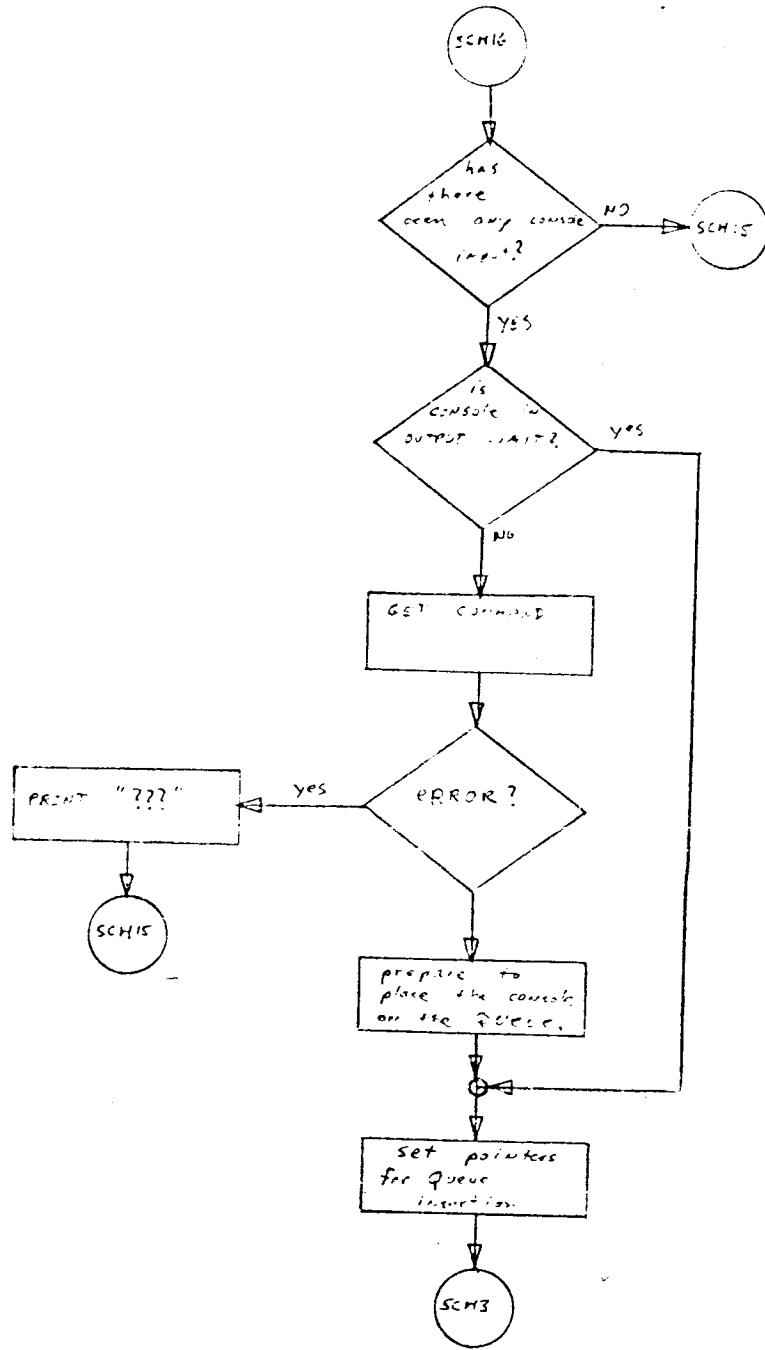 SCH16
has
there
been any console
input?
NO
SCH15
YES
is
console in
OUTPUT WAIT?
yes
NO
GET COMMAND
ERROR?
yes
PRINT "???"
SCH15
prepare to
place the console
on the Queue.
set pointers
for Queue
insertion
SCH3